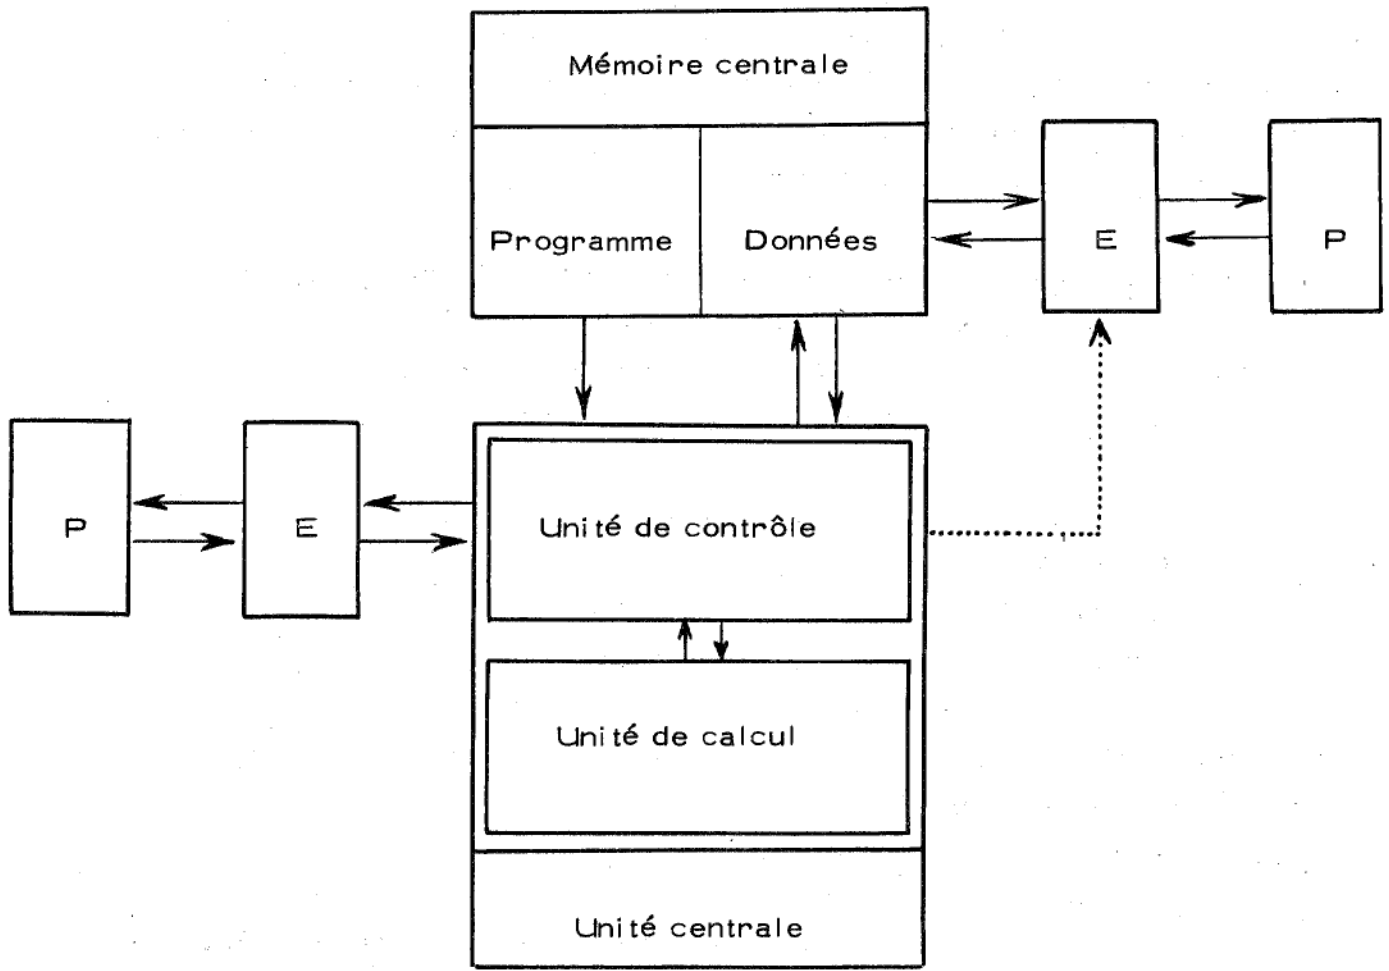 Mémoire centrale
Programme
Données
E
P
P
E
Unité de contrôle
Unité de calcul
Unité centrale